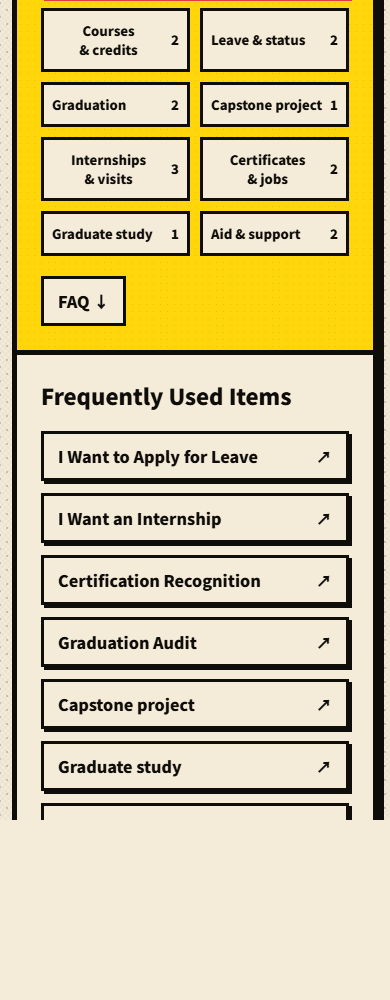 Courses
& credits 2
Leave & status 2
Graduation 2
Capstone project 1
Internships
& visits 3
Certificates
& jobs 2
Graduate study 1
Aid & support 2
FAQ ↓
Frequently Used Items
I Want to Apply for Leave ↗
I Want an Internship ↗
Certification Recognition ↗
Graduation Audit ↗
Capstone project ↗
Graduate study ↗